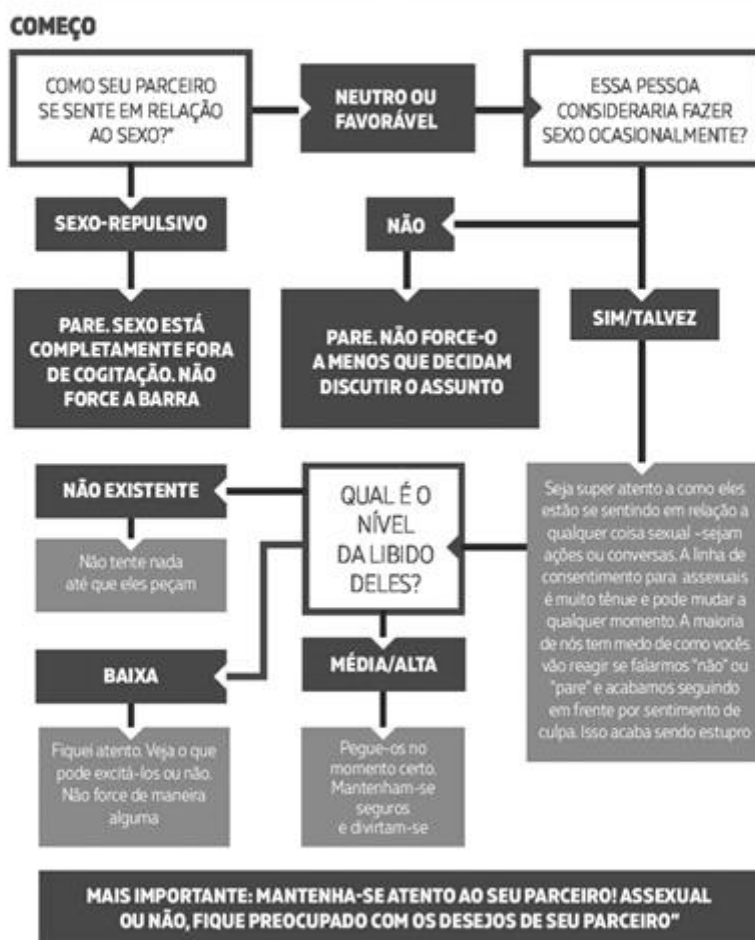 COMEÇO
COMO SEU PARCEIRO
SE SENTE EM RELAÇÃO
AO SEXO?"
NEUTRO OU
FAVORÁVEL
ESSA PESSOA
CONSIDERARIA FAZER
SEXO OCASIONALMENTE?
SEXO-REPULSIVO
NÃO
PARE. SEXO ESTÁ
COMPLETAMENTE FORA
DE COGITAÇÃO. NÃO
FORCE A BARRA
PARE. NÃO FORCE-O
A MENOS QUE DECIDAM
DISCUTIR O ASSUNTO
SIM/TALVEZ
Seja super atento a como eles
estão se sentindo em relação a
qualquer coisa sexual -sejam
ações ou conversas. A linha de
consentimento para assexuais
é muito tênue e pode mudar a
qualquer momento. A maioria
de nós tem medo de como vocês
vão reagir se falarmos "não" ou
"pare" e acabamos seguindo
em frente por sentimento de
culpa. Isso acaba sendo estupro
QUAL É O
NÍVEL
DA LIBIDO
DELES?
NÃO EXISTENTE
Não tente nada
até que eles peçam
BAIXA
Fiquei atento. Veja o que
pode excitá-los ou não.
Não force de maneira
alguma
MÉDIA/ALTA
Pegue-os no
momento certo.
Mantenham-se
seguros
e divirtam-se
MAIS IMPORTANTE: MANTENHA-SE ATENTO AO SEU PARCEIRO! ASSEXUAL
OU NÃO, FIQUE PREOCUPADO COM OS DESEJOS DE SEU PARCEIRO"